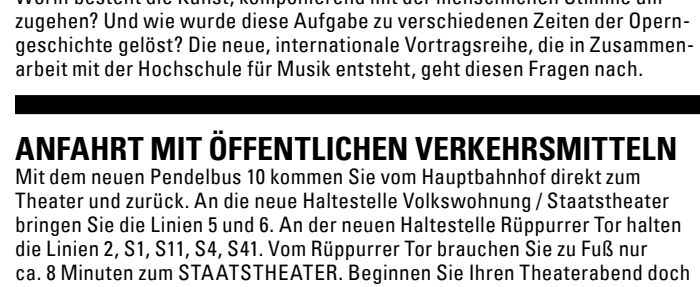 Worin besteht die Kunst, komponierend mit der menschlichen Stimme um-
zugehen? Und wie wurde diese Aufgabe zu verschiedenen Zeiten der Opern-
geschichte gelöst? Die neue, internationale Vortragsreihe, die in Zusammen-
arbeit mit der Hochschule für Musik entsteht, geht diesen Fragen nach.
ANFAHRT MIT ÖFFENTLICHEN VERKEHRSMITTELN
Mit dem neuen Pendelbus 10 kommen Sie vom Hauptbahnhof direkt zum
Theater und zurück. An die neue Haltestelle Volkswohnung / Staatstheater
bringen Sie die Linien 5 und 6. An der neuen Haltestelle Rüppurrer Tor halten
die Linien 2, S1, S11, S4, S41. Vom Rüppurrer Tor brauchen Sie zu Fuß nur
ca. 8 Minuten zum STAATSTHEATER. Beginnen Sie Ihren Theaterabend doch